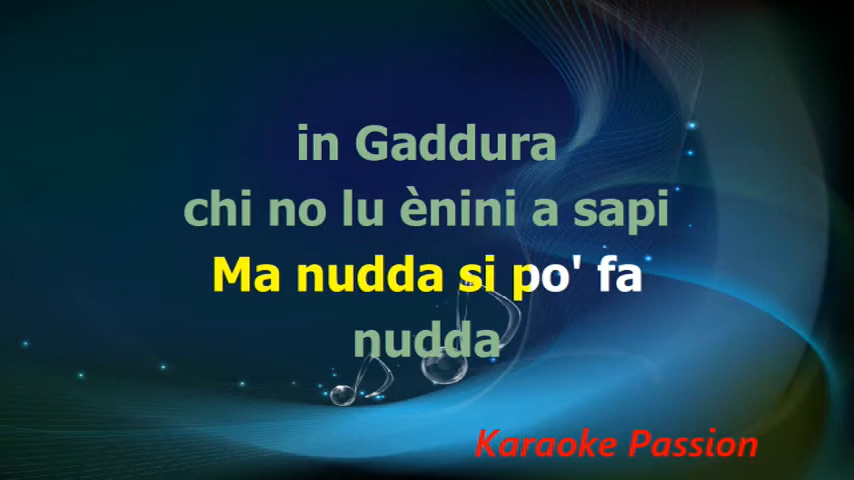 in Gaddura
chi no lu ènini a sapi
Ma nudda si po' fa
nudda
Karaoke Passion